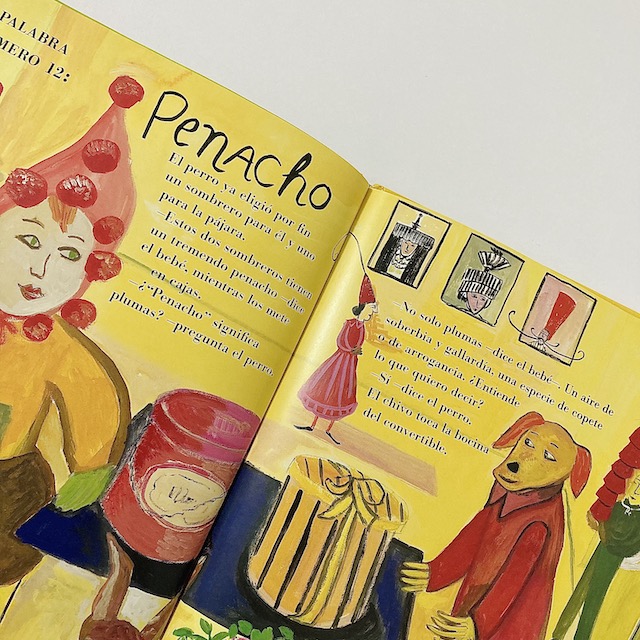 PALABRA
MERO 12:
Penacho
El perro ya eligió por fin
un sombrero para él y uno
para la pájara.
—Estos dos sombreros tienen
un tremendo penacho —dice
el bebé, mientras los mete
en cajas.
—¿"Penacho" significa
plumas? —pregunta el perro.
—No solo plumas —dice el bebé—. Un aire de
soberbia y gallardía, una especie de copete
o de arrogancia. ¿Entiende
lo que quiero decir?
—Sí —dice el perro.
El chivo toca la bocina
del convertible.